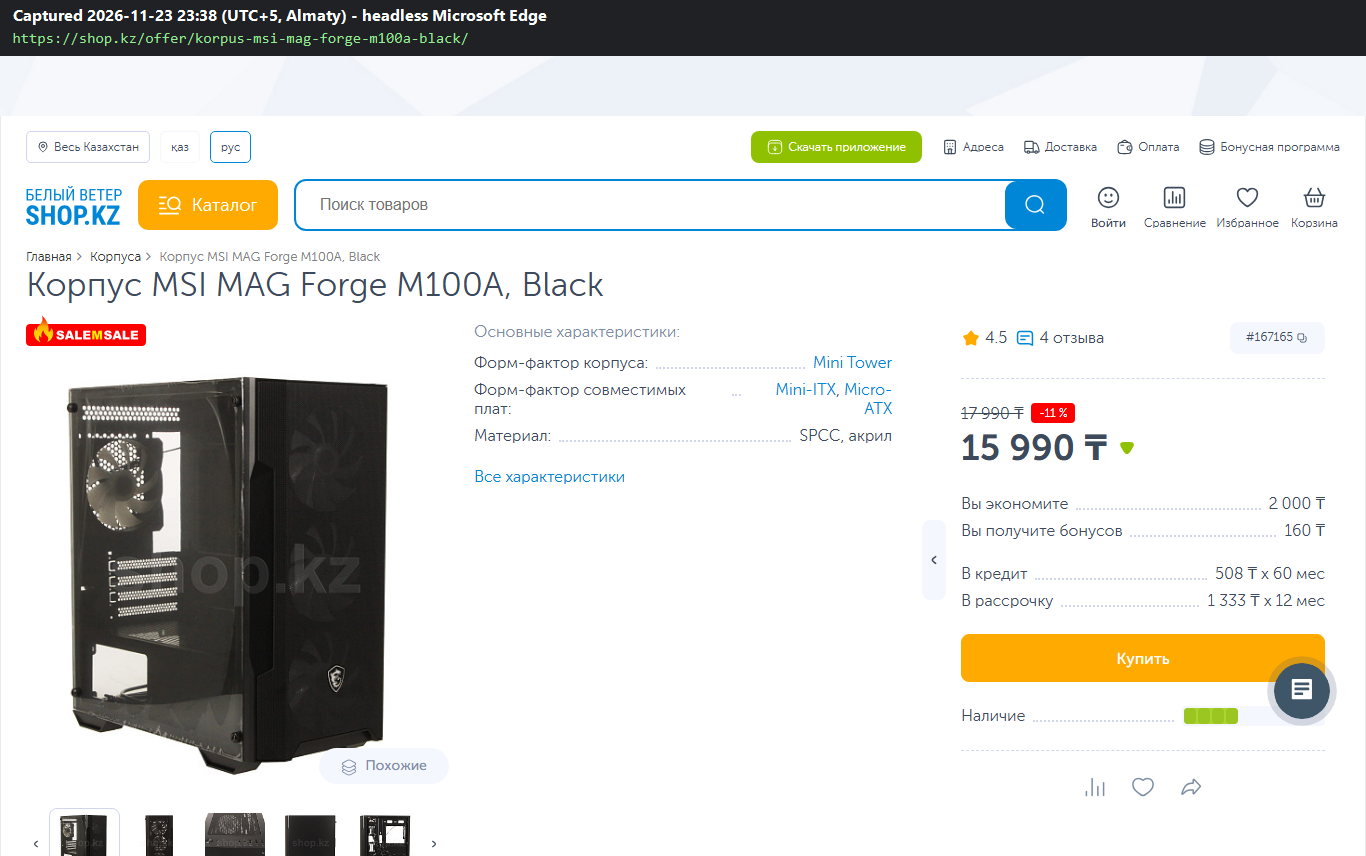 Captured 2026-11-23 23:38 (UTC+5, Almaty) - headless Microsoft Edge
https://shop.kz/offer/korpus-msi-mag-forge-m100a-black/
Весь Казахстан
қаз
рус
Скачать приложение
Адреса
Доставка
Оплата
Бонусная программа
БЕЛЫЙ ВЕТЕР
SHOP.KZ
Каталог
Поиск товаров
Войти
Сравнение
Избранное
Корзина
Главная > Корпуса > Корпус MSI MAG Forge M100A, Black
Корпус MSI MAG Forge M100A, Black
SALEMSALE
shop.kz
Похожие
Основные характеристики:
Форм-фактор корпуса: Mini Tower
Форм-фактор совместимых плат: Mini-ITX, Micro-
ATX
Материал: SPCC, акрил
Все характеристики
4.5
4 отзыва
#167165
17 990 ₸ -11 %
15 990 ₸
Вы экономите 2 000 ₸
Вы получите бонусов 160 ₸
В кредит 508 ₸ x 60 мес
В рассрочку 1 333 ₸ x 12 мес
Купить
Наличие